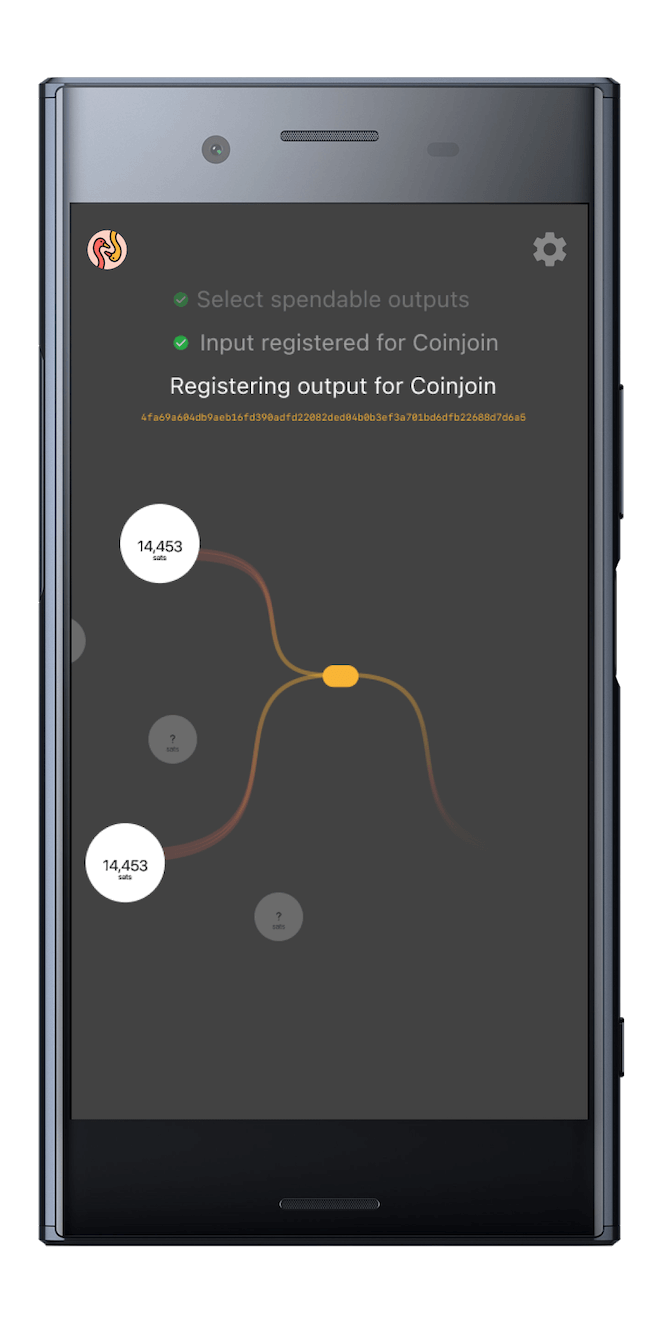 Select spendable outputs
Input registered for Coinjoin
Registering output for Coinjoin
4fa69a604db9aeb16fd390adfd22082ded04b0b3ef3a701bd6dfb22688d7d6a5
14,453
sats
?
sats
14,453
sats
?
sats